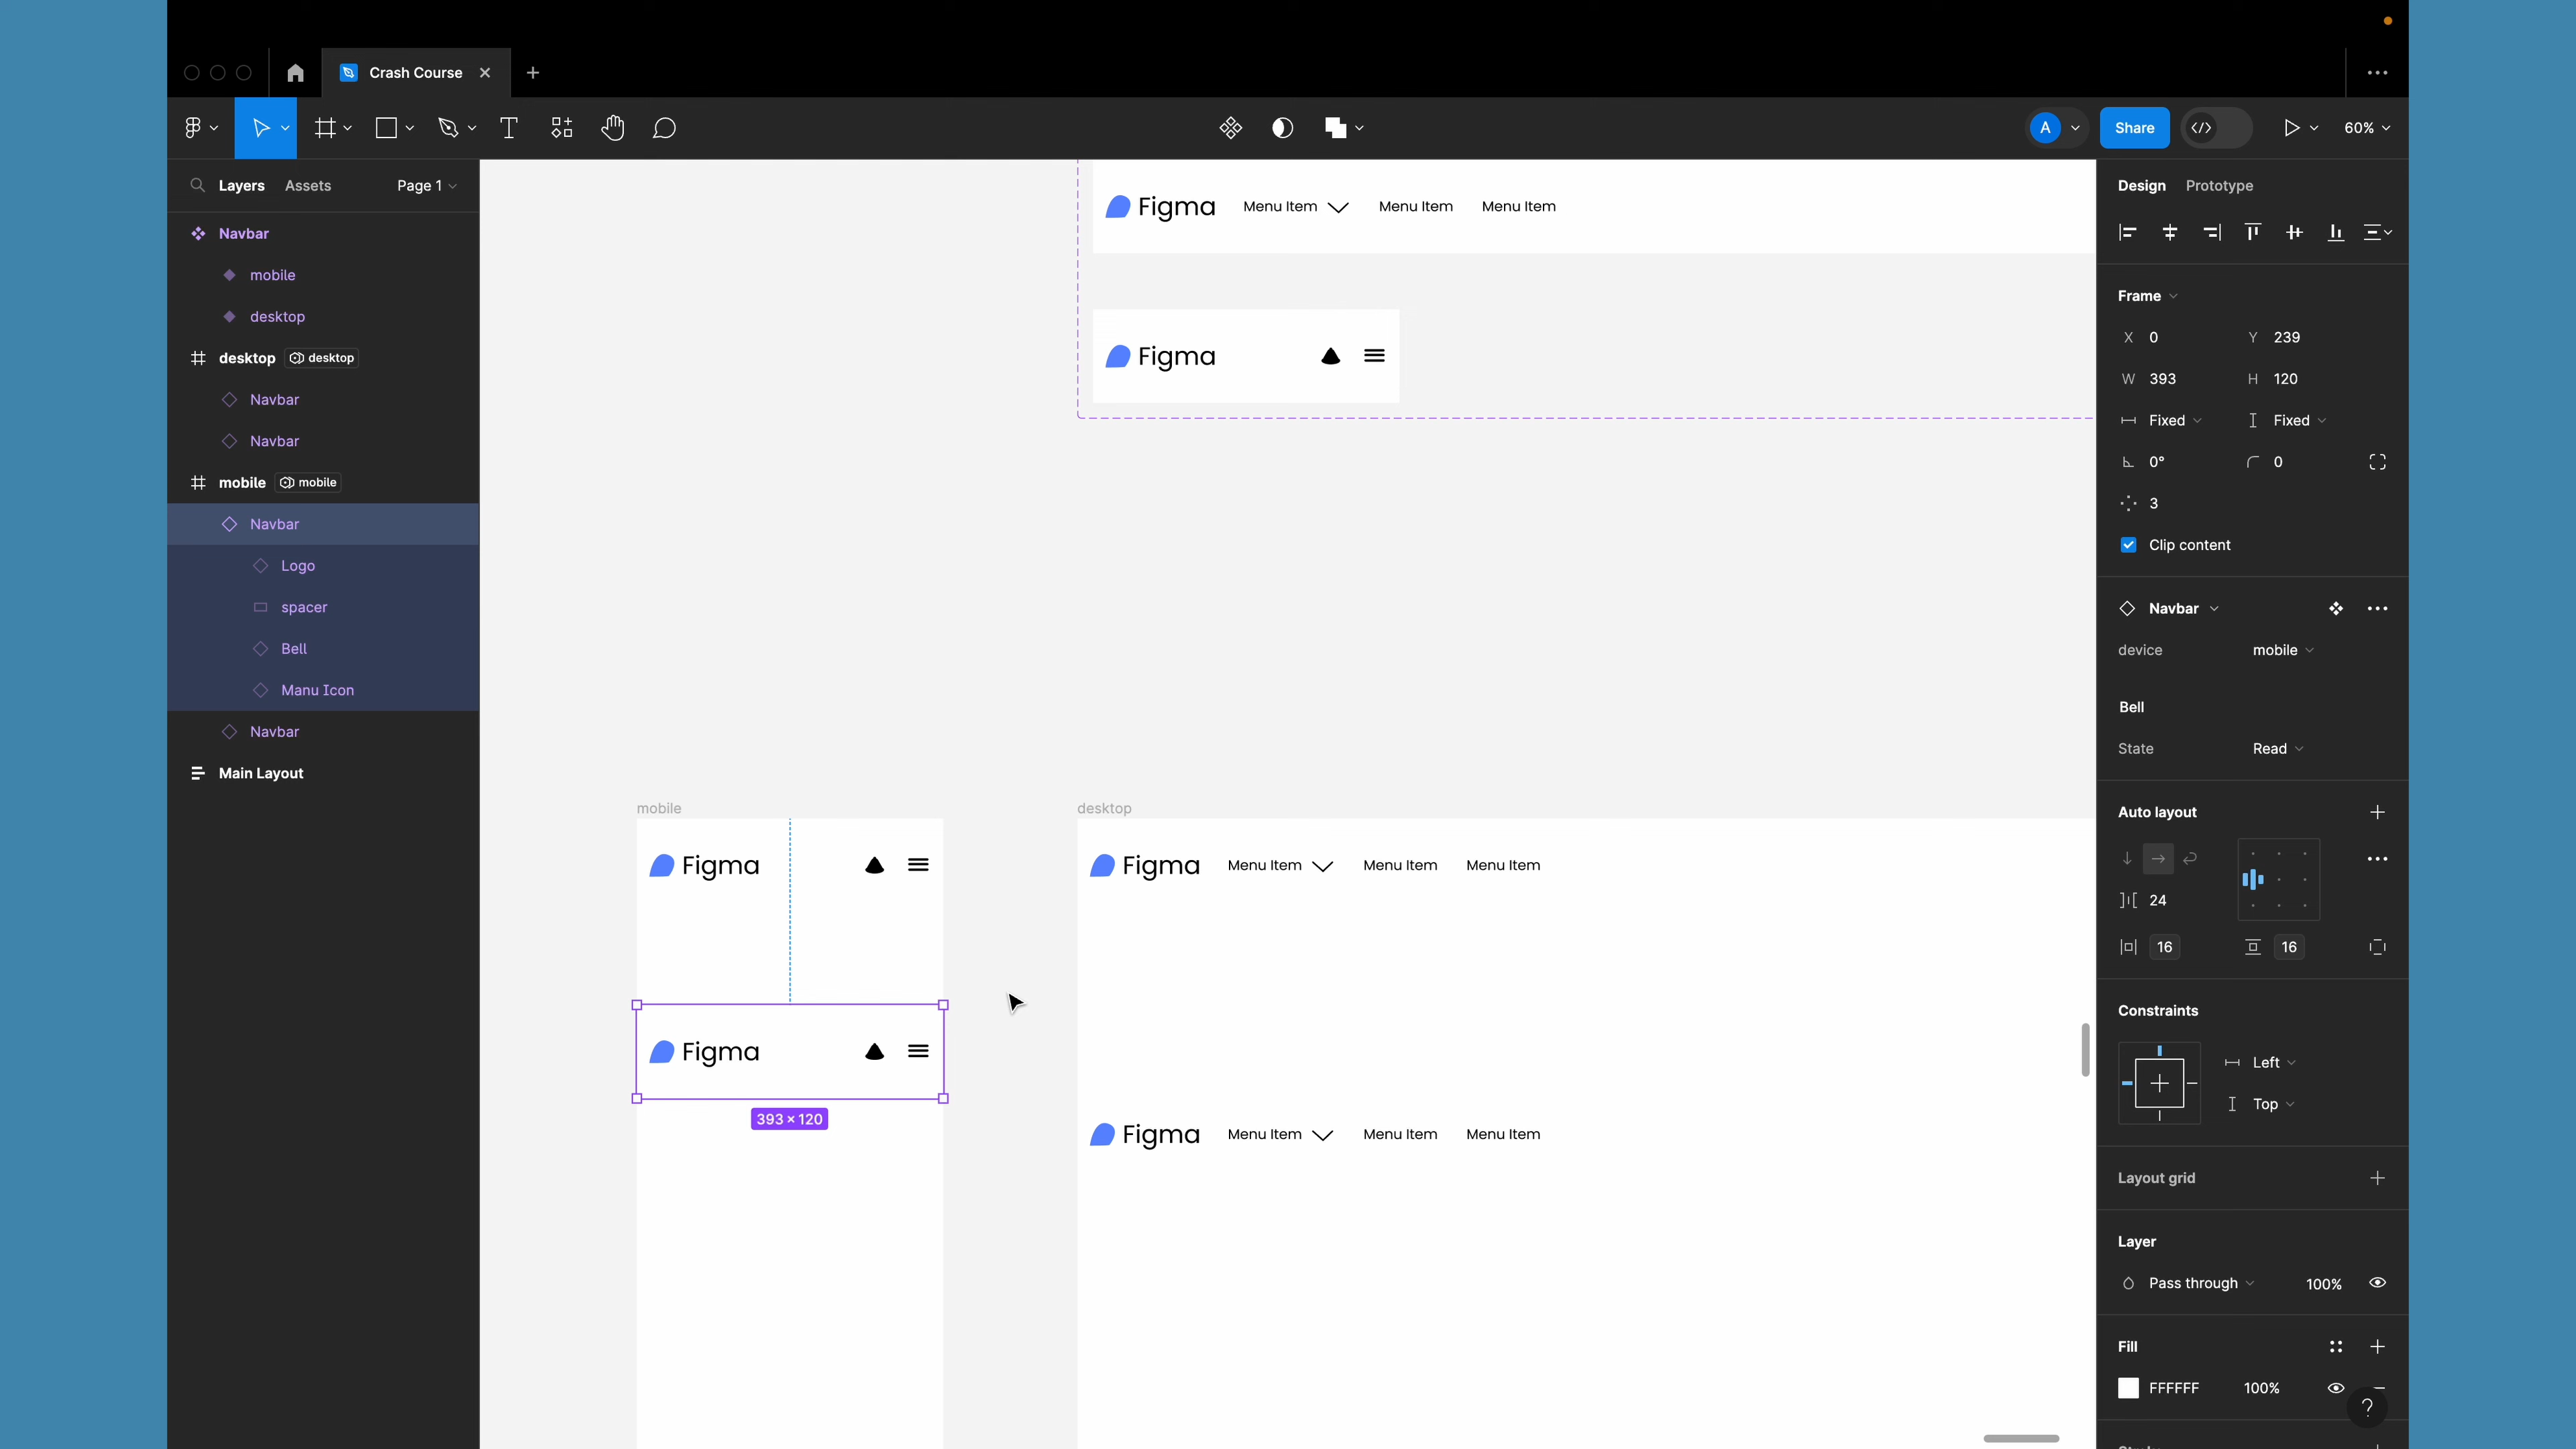 Crash Course
A
Share
60%
Layers
Assets
Page 1
Navbar
mobile
desktop
desktop
desktop
Navbar
Navbar
mobile
mobile
Navbar
Logo
spacer
Bell
Manu Icon
Navbar
Main Layout
Figma
Menu Item
Menu Item
Menu Item
Figma
mobile
Figma
Figma
393 × 120
desktop
Figma
Menu Item
Menu Item
Menu Item
Figma
Menu Item
Menu Item
Menu Item
Design
Prototype
Frame
X 0
Y 239
W 393
H 120
Fixed
Fixed
0°
0
3
Clip content
Navbar
device
mobile
Bell
State
Read
Auto layout
24
16
16
Constraints
Left
Top
Layout grid
Layer
Pass through
100%
Fill
FFFFFF
100%
?